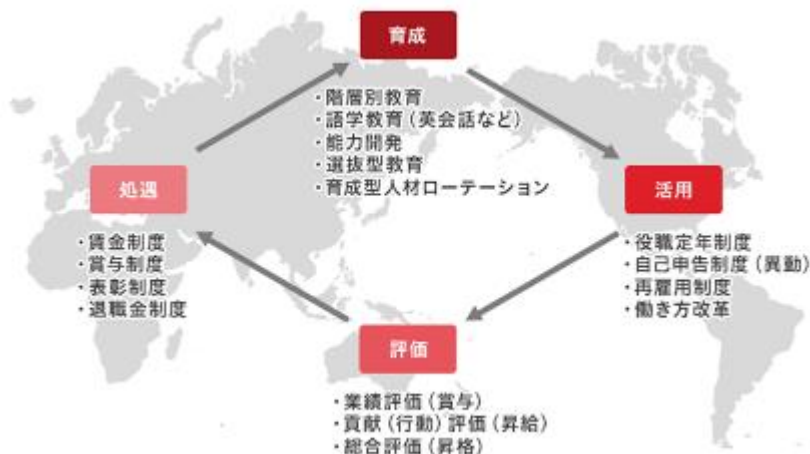 育成
・階層別教育
・語学教育（英会話など）
・能力開発
・選抜型教育
・育成型人材ローテーション
処遇
・賃金制度
・賞与制度
・表彰制度
・退職金制度
活用
・役職定年制度
・自己申告制度（異動）
・再雇用制度
・働き方改革
評価
・業績評価（賞与）
・貢献（行動）評価（昇給）
・総合評価（昇格）